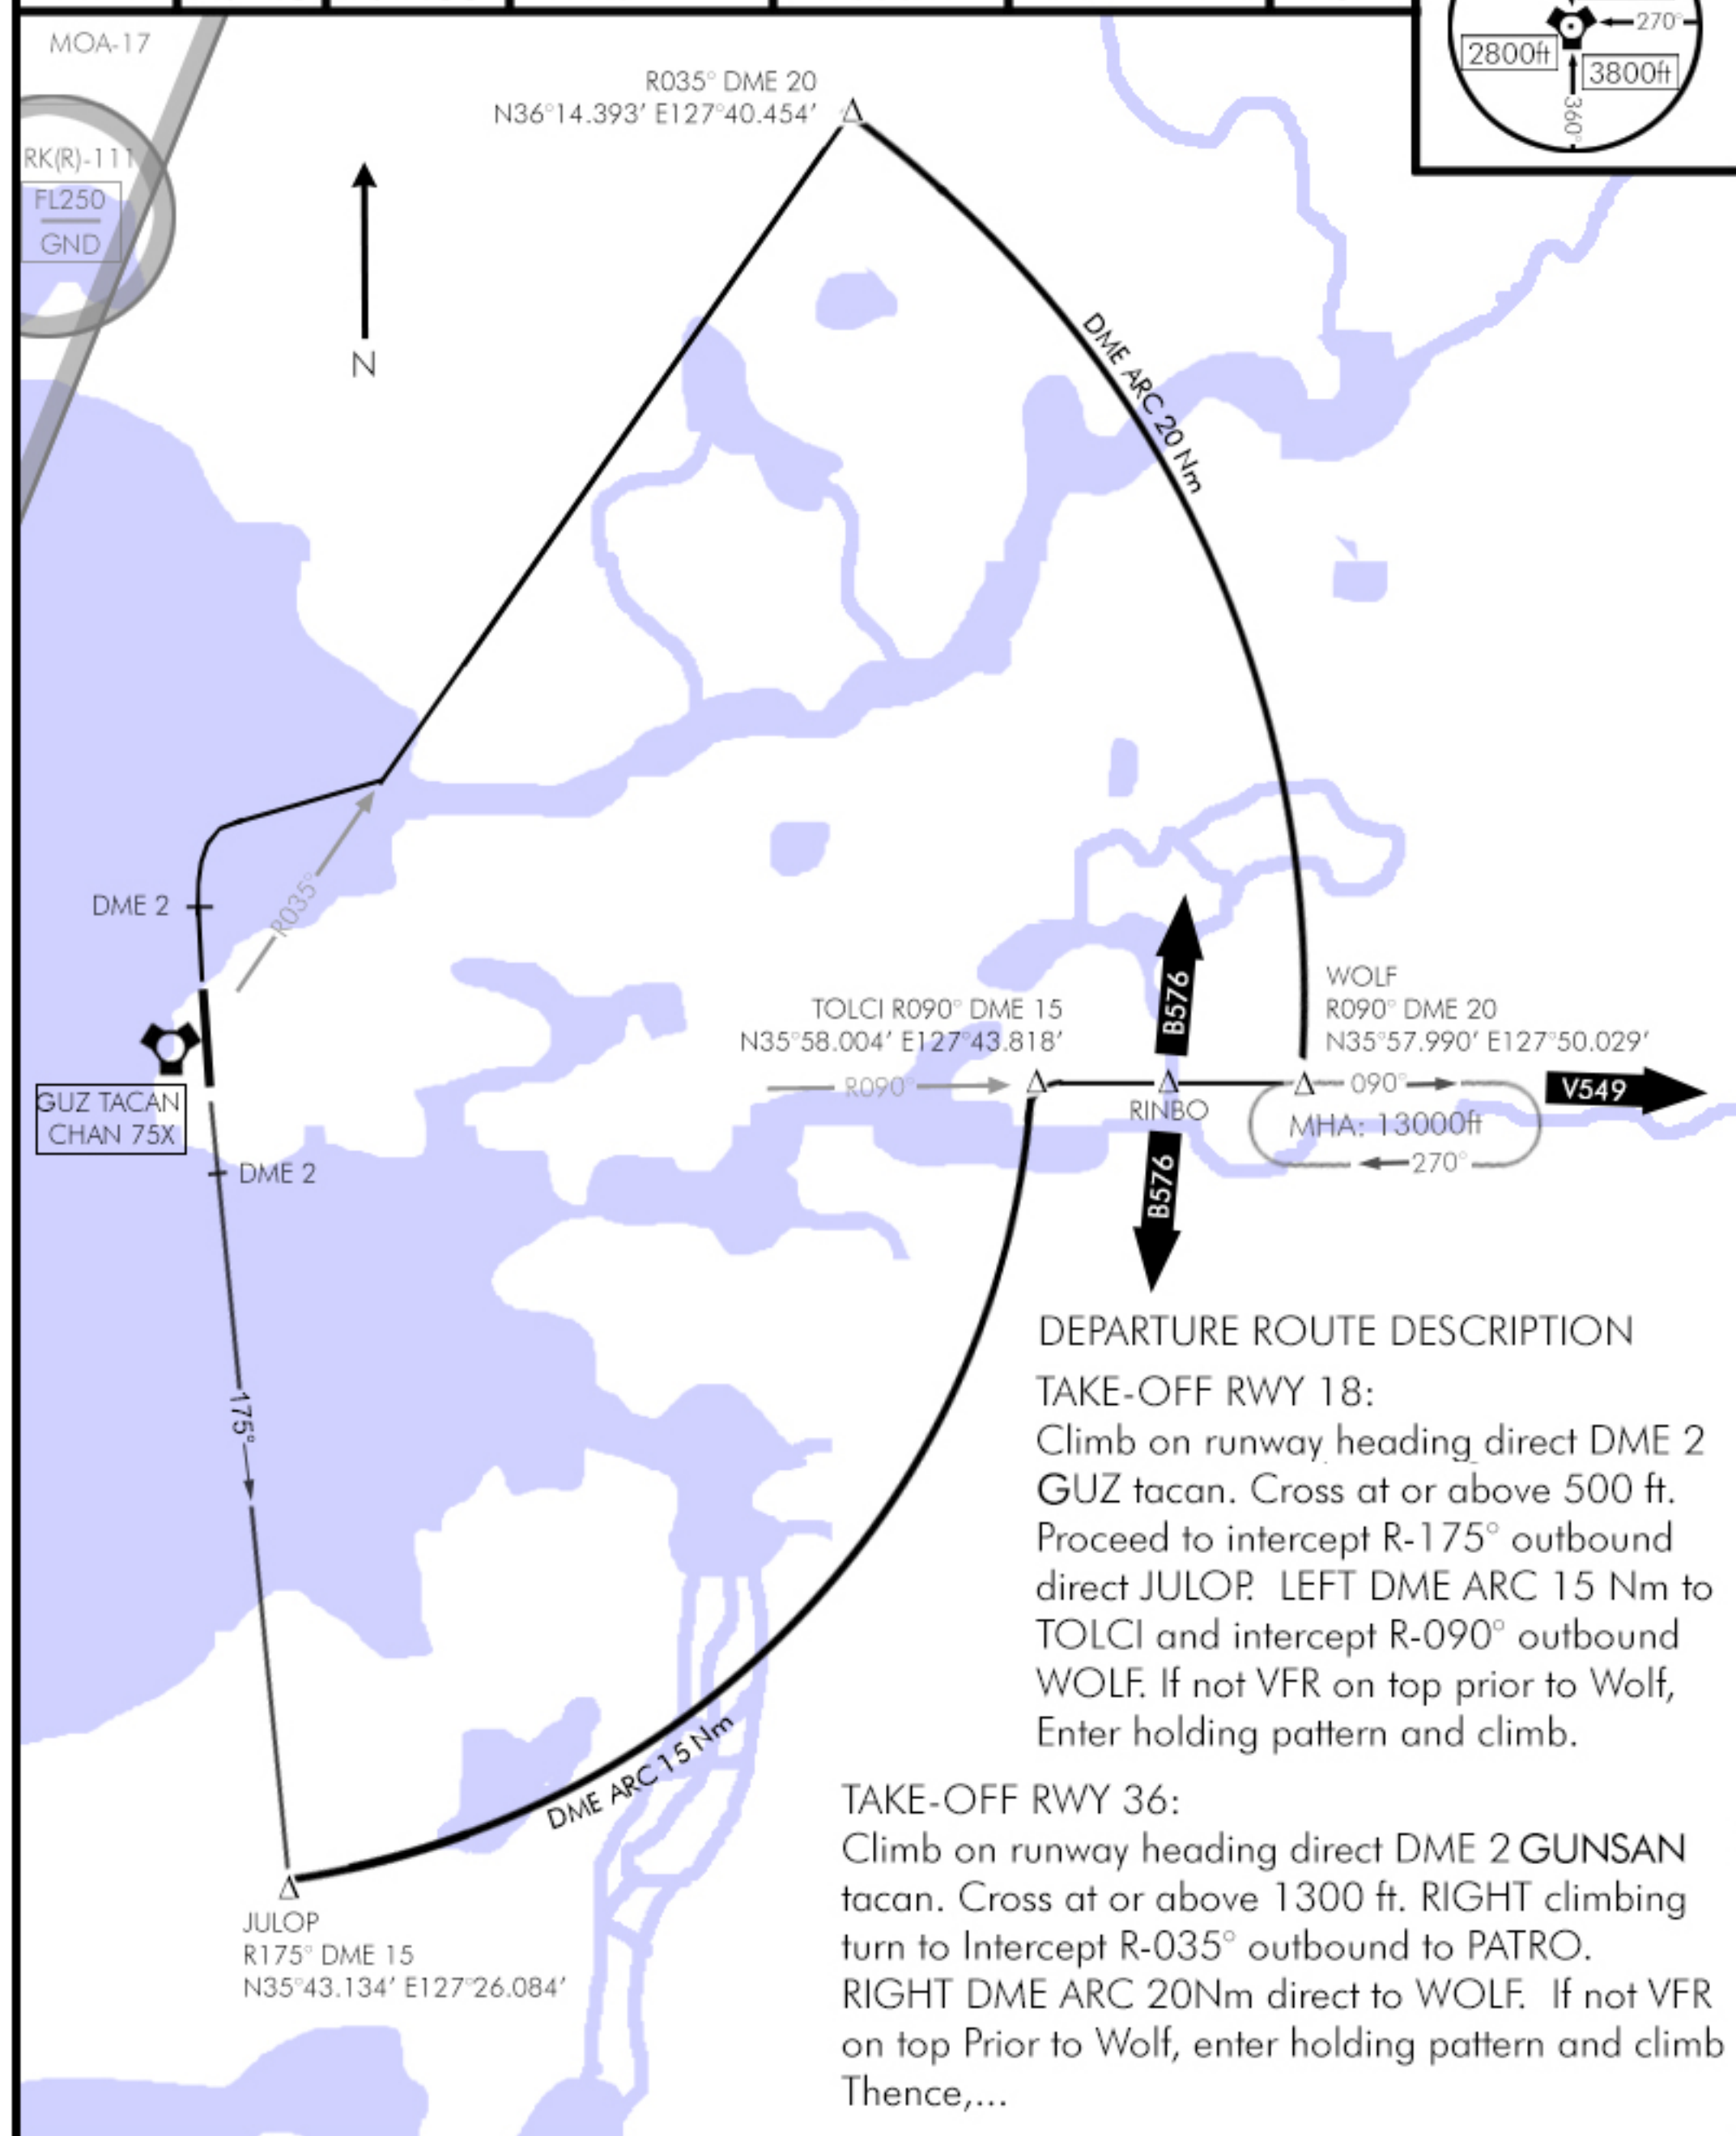 MOA-17
RK(R)-111
FL250
GND
N
R035° DME 20
N36°14.393′ E127°40.454′
270°
2800ft
3800ft
360°
DME ARC 20 Nm
DME 2
R035°
GUZ TACAN
CHAN 75X
DME 2
175°
TOLCI R090° DME 15
N35°58.004′ E127°43.818′
R090°
B576
RINBO
B576
WOLF
R090° DME 20
N35°57.990′ E127°50.029′
090°
MHA: 13000ft
270°
V549
DME ARC 15 Nm
JULOP
R175° DME 15
N35°43.134′ E127°26.084′
DEPARTURE ROUTE DESCRIPTION
TAKE-OFF RWY 18:
Climb on runway heading direct DME 2
GUZ tacan. Cross at or above 500 ft.
Proceed to intercept R-175° outbound
direct JULOP. LEFT DME ARC 15 Nm to
TOLCI and intercept R-090° outbound
WOLF. If not VFR on top prior to Wolf,
Enter holding pattern and climb.
TAKE-OFF RWY 36:
Climb on runway heading direct DME 2 GUNSAN
tacan. Cross at or above 1300 ft. RIGHT climbing
turn to Intercept R-035° outbound to PATRO.
RIGHT DME ARC 20Nm direct to WOLF. If not VFR
on top Prior to Wolf, enter holding pattern and climb
Thence,...